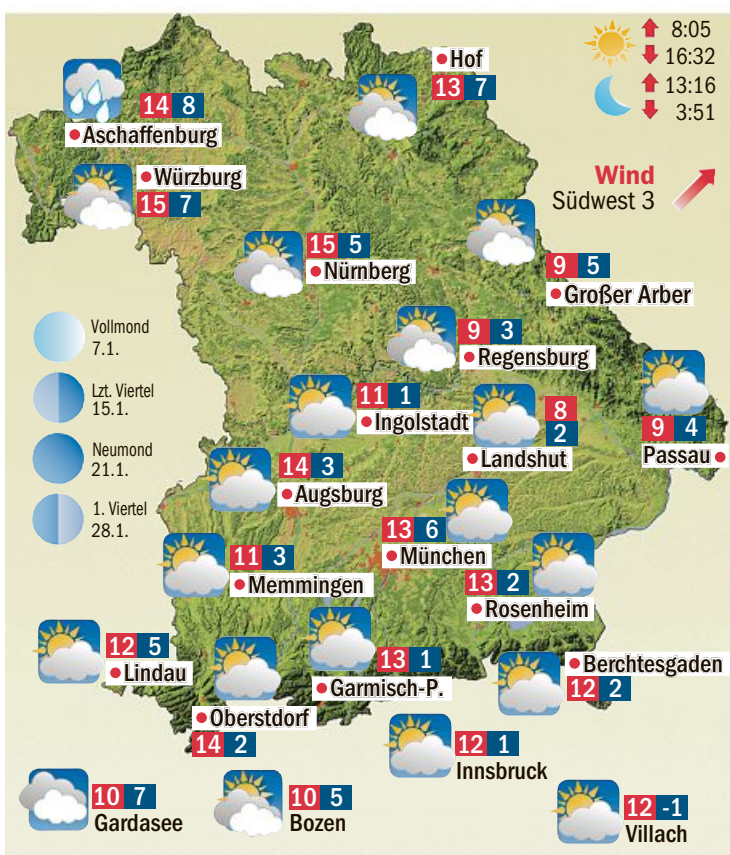 Hof
13 7
8:05
16:32
13:16
3:51
14 8
Aschaffenburg
Würzburg
15 7
Wind
Südwest 3
15 5
Nürnberg
9 5
Großer Arber
Vollmond
7.1.
Lzt. Viertel
15.1.
Neumond
21.1.
1. Viertel
28.1.
9 3
Regensburg
11 1
Ingolstadt
8
2
Landshut
9 4
Passau
14 3
Augsburg
13 6
München
11 3
Memmingen
13 2
Rosenheim
12 5
Lindau
13 1
Garmisch-P.
Berchtesgaden
12 2
Oberstdorf
14 2
12 1
Innsbruck
10 7
Gardasee
10 5
Bozen
12 -1
Villach